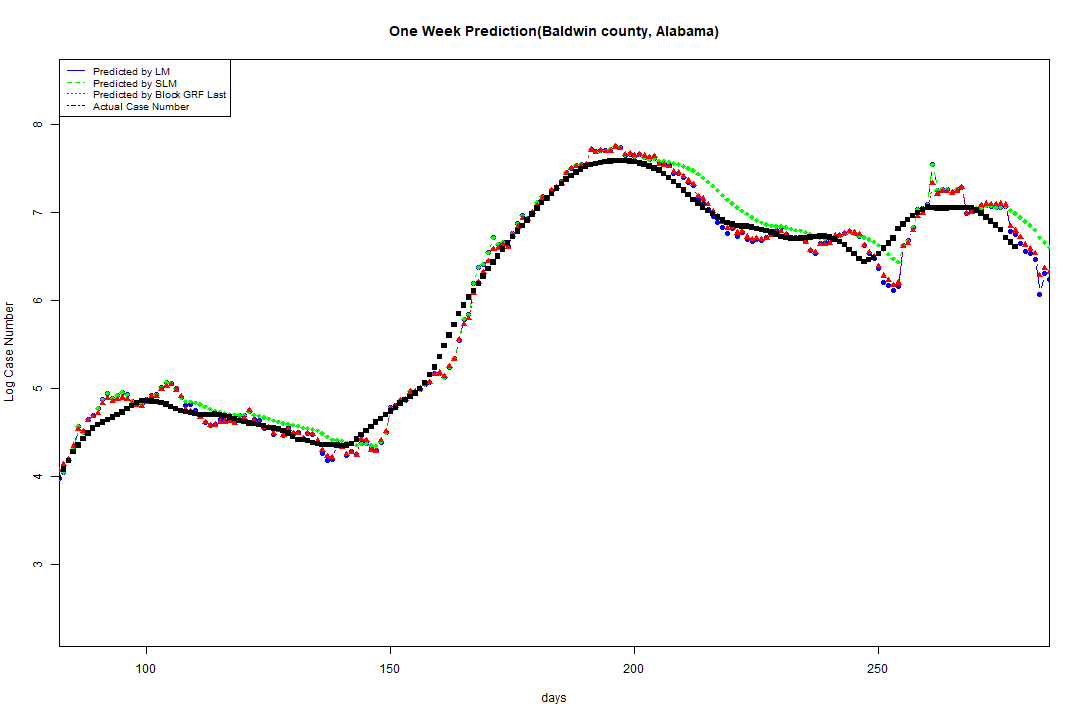 One Week Prediction(Baldwin county, Alabama)
Predicted by LM
Predicted by SLM
Predicted by Block GRF Last
Actual Case Number
8
7
6
5
4
3
Log Case Number
100 150 200 250
days